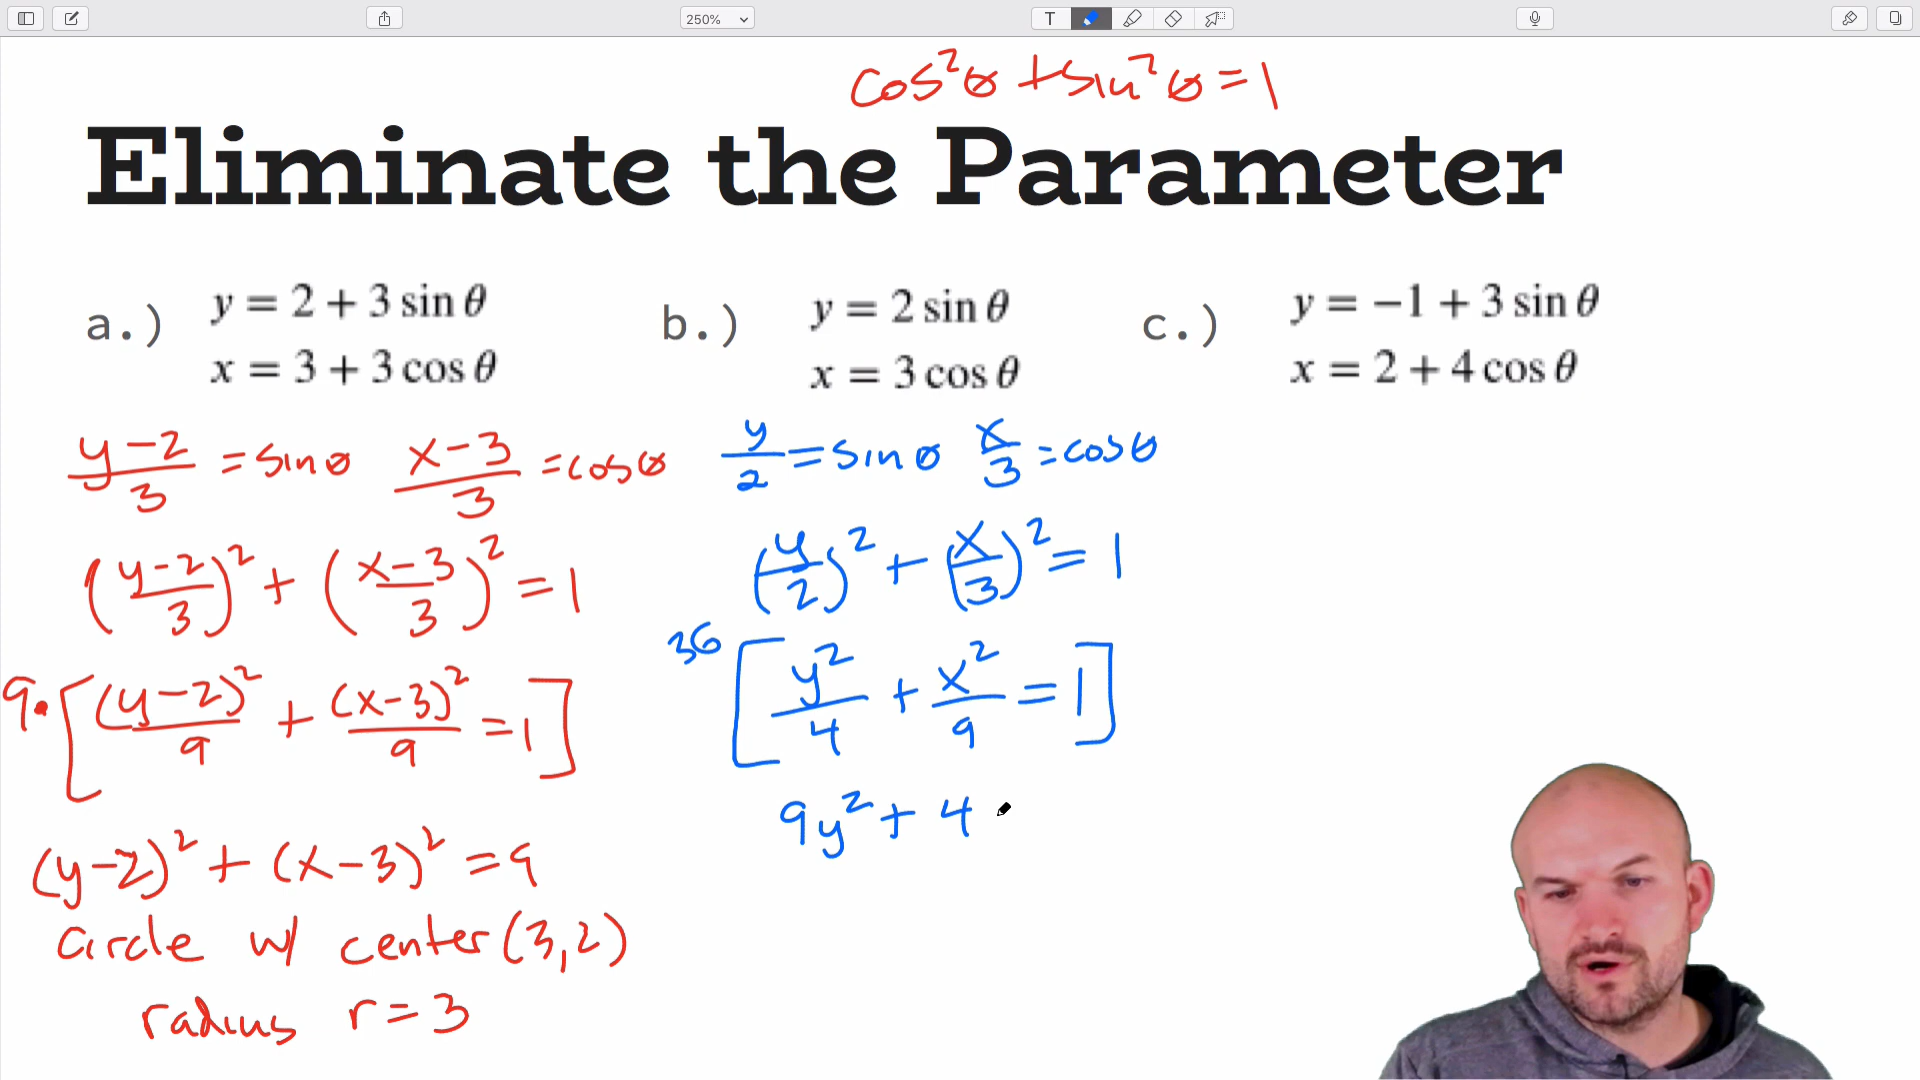 250%
T
cos²θ + sin²θ = 1
Eliminate the Parameter
a.) y = 2 + 3 sin θ
x = 3 + 3 cos θ
b.) y = 2 sin θ
x = 3 cos θ
c.) y = −1 + 3 sin θ
x = 2 + 4 cos θ
(y−2)/3 = sin θ (x−3)/3 = cos θ
((y−2)/3)² + ((x−3)/3)² = 1
9·[(y−2)²/9 + (x−3)²/9 = 1]
(y−2)² + (x−3)² = 9
circle w/ center (3,2)
radius r = 3
y/2 = sin θ x/3 = cos θ
(y/2)² + (x/3)² = 1
36 [y²/4 + x²/9 = 1]
9y² + 4